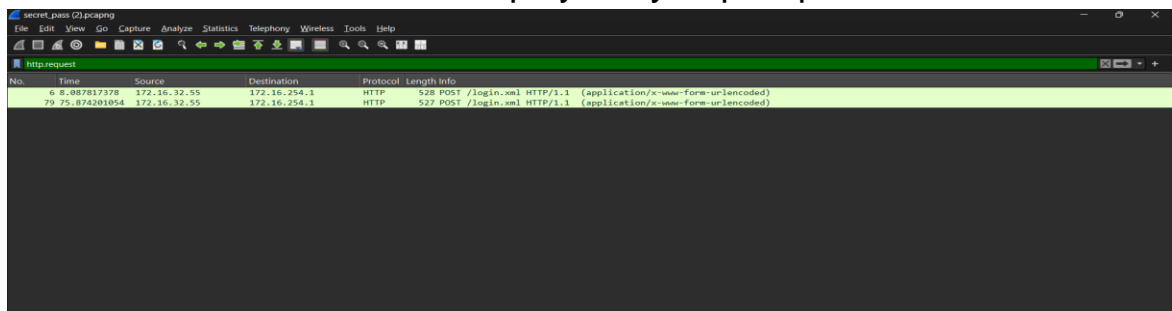 secret_pass (2).pcapng
File Edit View Go Capture Analyze Statistics Telephony Wireless Tools Help
http.request
No. Time Source Destination Protocol Length Info
6 8.087817378 172.16.32.55 172.16.254.1 HTTP 528 POST /login.xml HTTP/1.1 (application/x-www-form-urlencoded)
79 75.874201054 172.16.32.55 172.16.254.1 HTTP 527 POST /login.xml HTTP/1.1 (application/x-www-form-urlencoded)